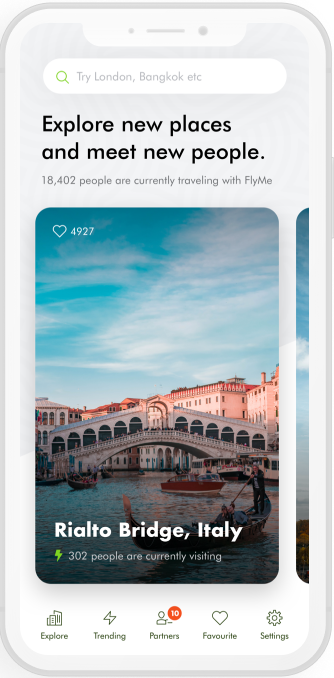 Try London, Bangkok etc
Explore new places
and meet new people.
18,402 people are currently traveling with FlyMe
4927
Rialto Bridge, Italy
302 people are currently visiting
10
Explore
Trending
Partners
Favourite
Settings